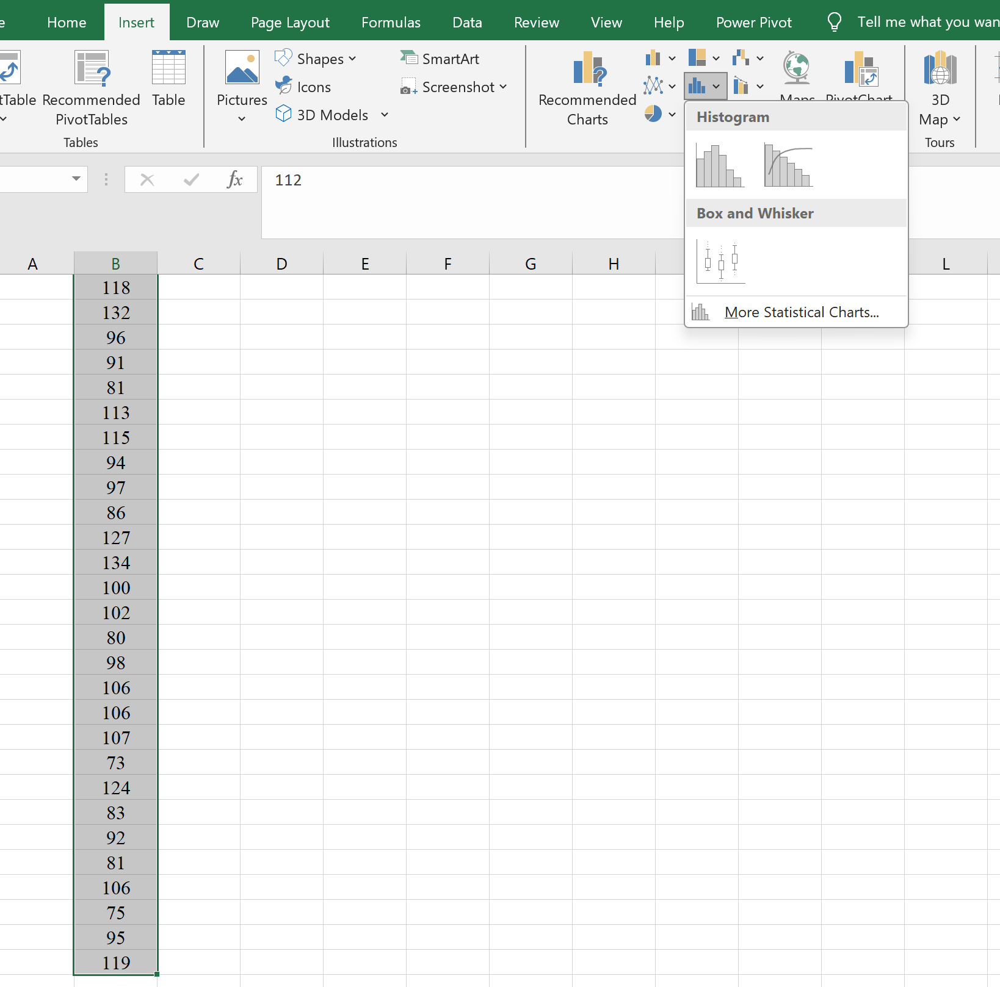 e Home Insert Draw Page Layout Formulas Data Review View Help Power Pivot Tell me what you wan
tTable
Recommended
PivotTables
Table
Tables
Pictures
Shapes
Icons
3D Models
SmartArt
Screenshot
Illustrations
Recommended
Charts
Maps
PivotChart
3D
Map
Tours
Histogram
Box and Whisker
More Statistical Charts...
fx
112
A B C D E F G H L
118
132
96
91
81
113
115
94
97
86
127
134
100
102
80
98
106
106
107
73
124
83
92
81
106
75
95
119